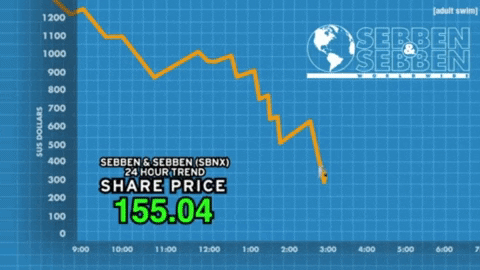 [adult swim]
SEBBEN
&
SEBBEN
WORLDWIDE
1200
1100
1000
900
800
700
600
500
400
300
200
100
0
$US DOLLARS
SEBBEN & SEBBEN (SBNX)
24 HOUR TREND
SHARE PRICE
155.04
9:00 10:00 11:00 12:00 1:00 2:00 3:00 4:00 5:00 6:00 7